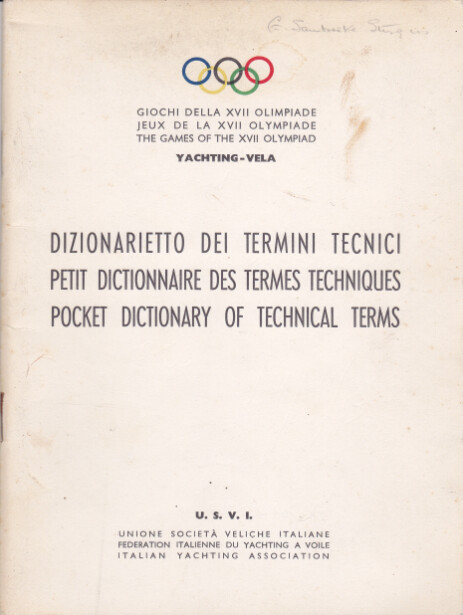 GIOCHI DELLA XVII OLIMPIADE
JEUX DE LA XVII OLYMPIADE
THE GAMES OF THE XVII OLYMPIAD
YACHTING-VELA
DIZIONARIETTO DEI TERMINI TECNICI
PETIT DICTIONNAIRE DES TERMES TECHNIQUES
POCKET DICTIONARY OF TECHNICAL TERMS
U. S. V. I.
UNIONE SOCIETÀ VELICHE ITALIANE
FEDERATION ITALIENNE DU YACHTING A VOILE
ITALIAN YACHTING ASSOCIATION